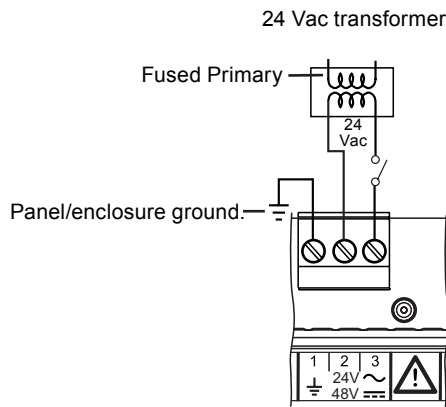 24 Vac transformer
Fused Primary
24
Vac
Panel/enclosure ground.
1 2 3
24V
48V